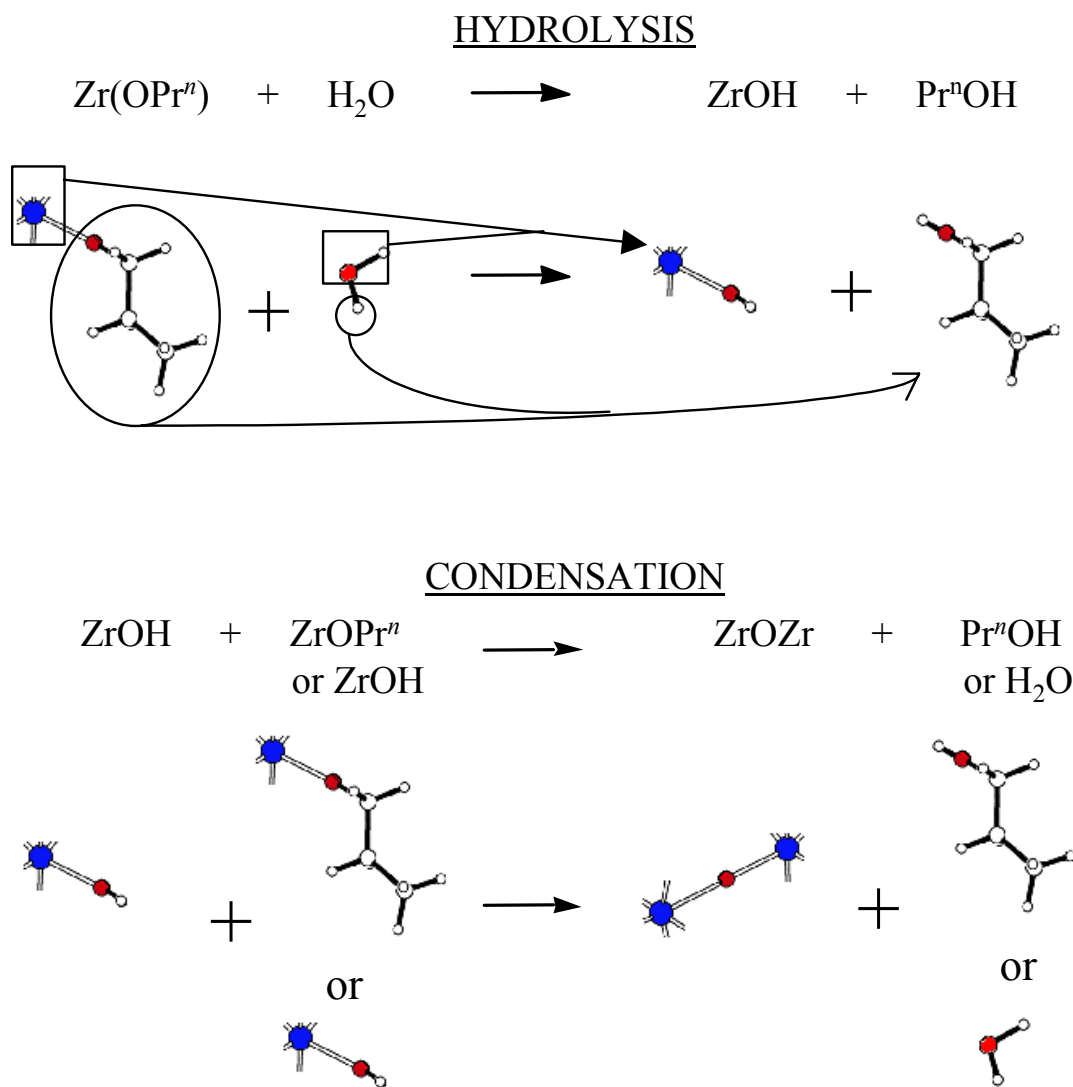 HYDROLYSIS
Zr(OPrⁿ) + H₂O → ZrOH + PrⁿOH
+ → +
CONDENSATION
ZrOH + ZrOPrⁿ → ZrOZr + PrⁿOH
or ZrOH or H₂O
+ → +
or or